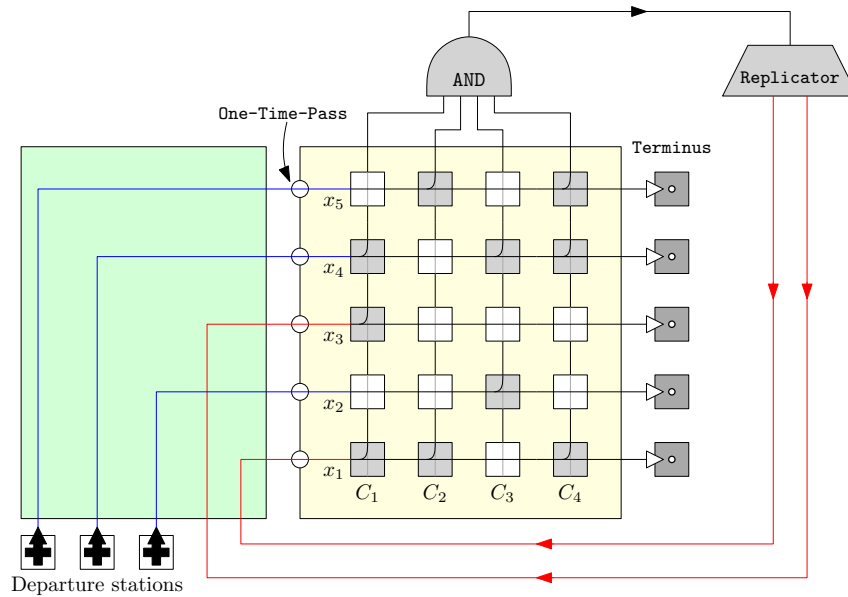 AND
Replicator
One-Time-Pass
Terminus
x₅
x₄
x₃
x₂
x₁
C₁ C₂ C₃ C₄
Departure stations